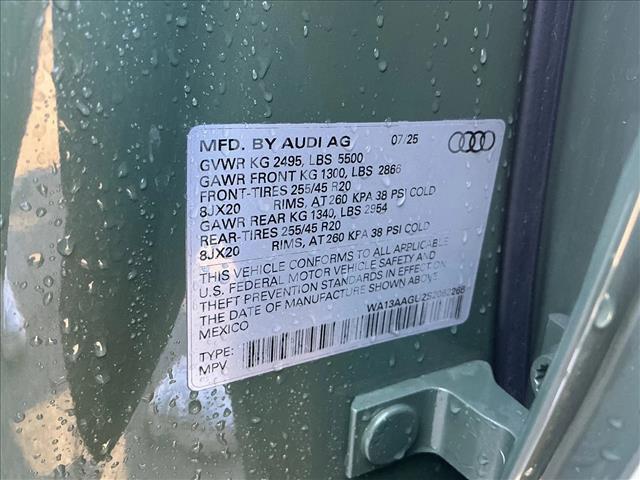 MFD. BY AUDI AG 07/25
GVWR KG 2495, LBS 5500
GAWR FRONT KG 1300, LBS 2866
FRONT-TIRES 255/45 R20
8JX20 RIMS, AT 260 KPA 38 PSI COLD
GAWR REAR KG 1340, LBS 2954
REAR-TIRES 255/45 R20
8JX20 RIMS, AT 260 KPA 38 PSI COLD
THIS VEHICLE CONFORMS TO ALL APPLICABLE
U.S. FEDERAL MOTOR VEHICLE SAFETY AND
THEFT PREVENTION STANDARDS IN EFFECT ON
THE DATE OF MANUFACTURE SHOWN ABOVE.
MEXICO
TYPE:
MPV